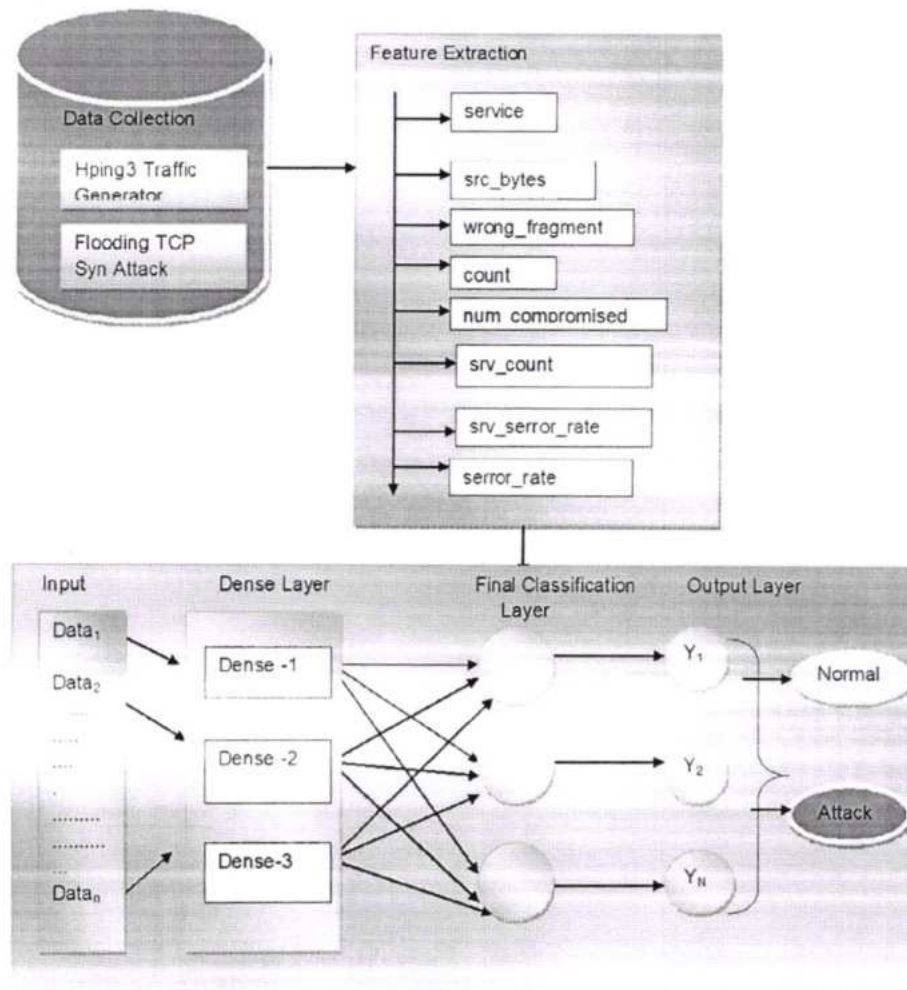 Data Collection
Hping3 Traffic
Generator
Flooding TCP
Syn Attack
Feature Extraction
service
src_bytes
wrong_fragment
count
num_compromised
srv_count
srv_serror_rate
serror_rate
Input
Dense Layer
Final Classification
Layer
Output Layer
Data₁
Data₂
.....
.....
....
.
.........
..........
...
Dataₙ
Dense -1
Dense -2
Dense-3
Y₁
Y₂
Y_N
Normal
Attack